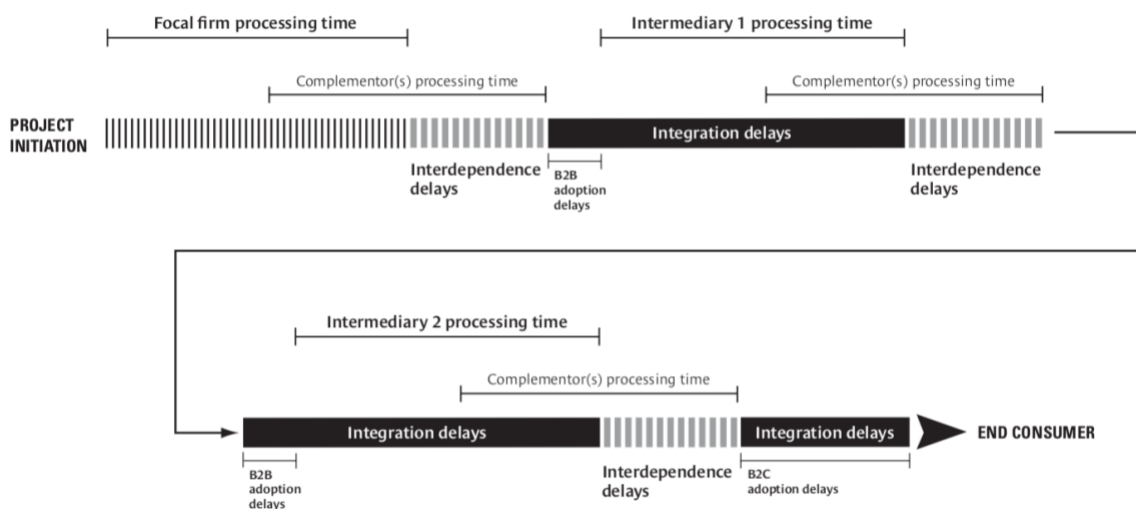 Focal firm processing time
Intermediary 1 processing time
Complementor(s) processing time
Complementor(s) processing time
PROJECT
INITIATION
Integration delays
Interdependence
delays
B2B
adoption
delays
Interdependence
delays
Intermediary 2 processing time
Complementor(s) processing time
Integration delays
Integration delays
END CONSUMER
B2B
adoption
delays
Interdependence
delays
B2C
adoption delays